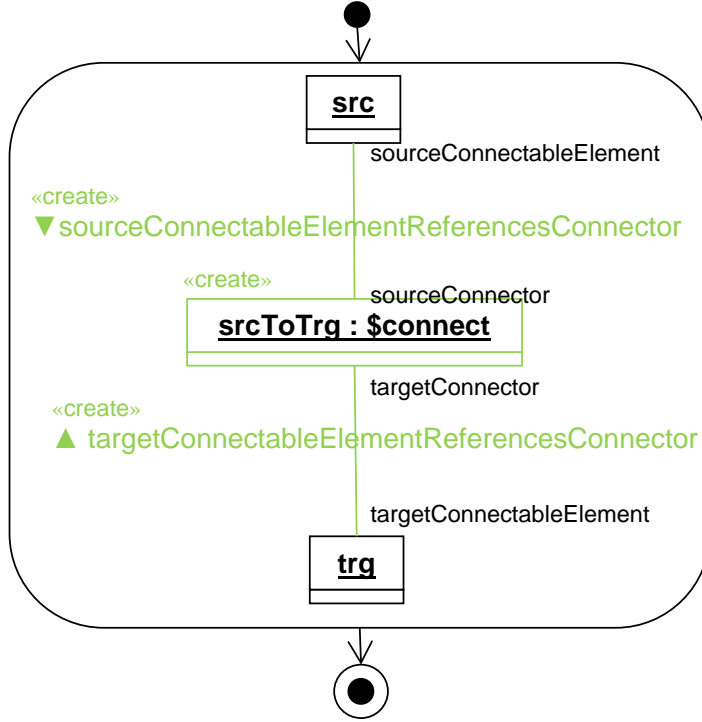 src
sourceConnectableElement
«create»
▼sourceConnectableElementReferencesConnector
«create»
sourceConnector
srcToTrg : $connect
targetConnector
«create»
▲ targetConnectableElementReferencesConnector
targetConnectableElement
trg